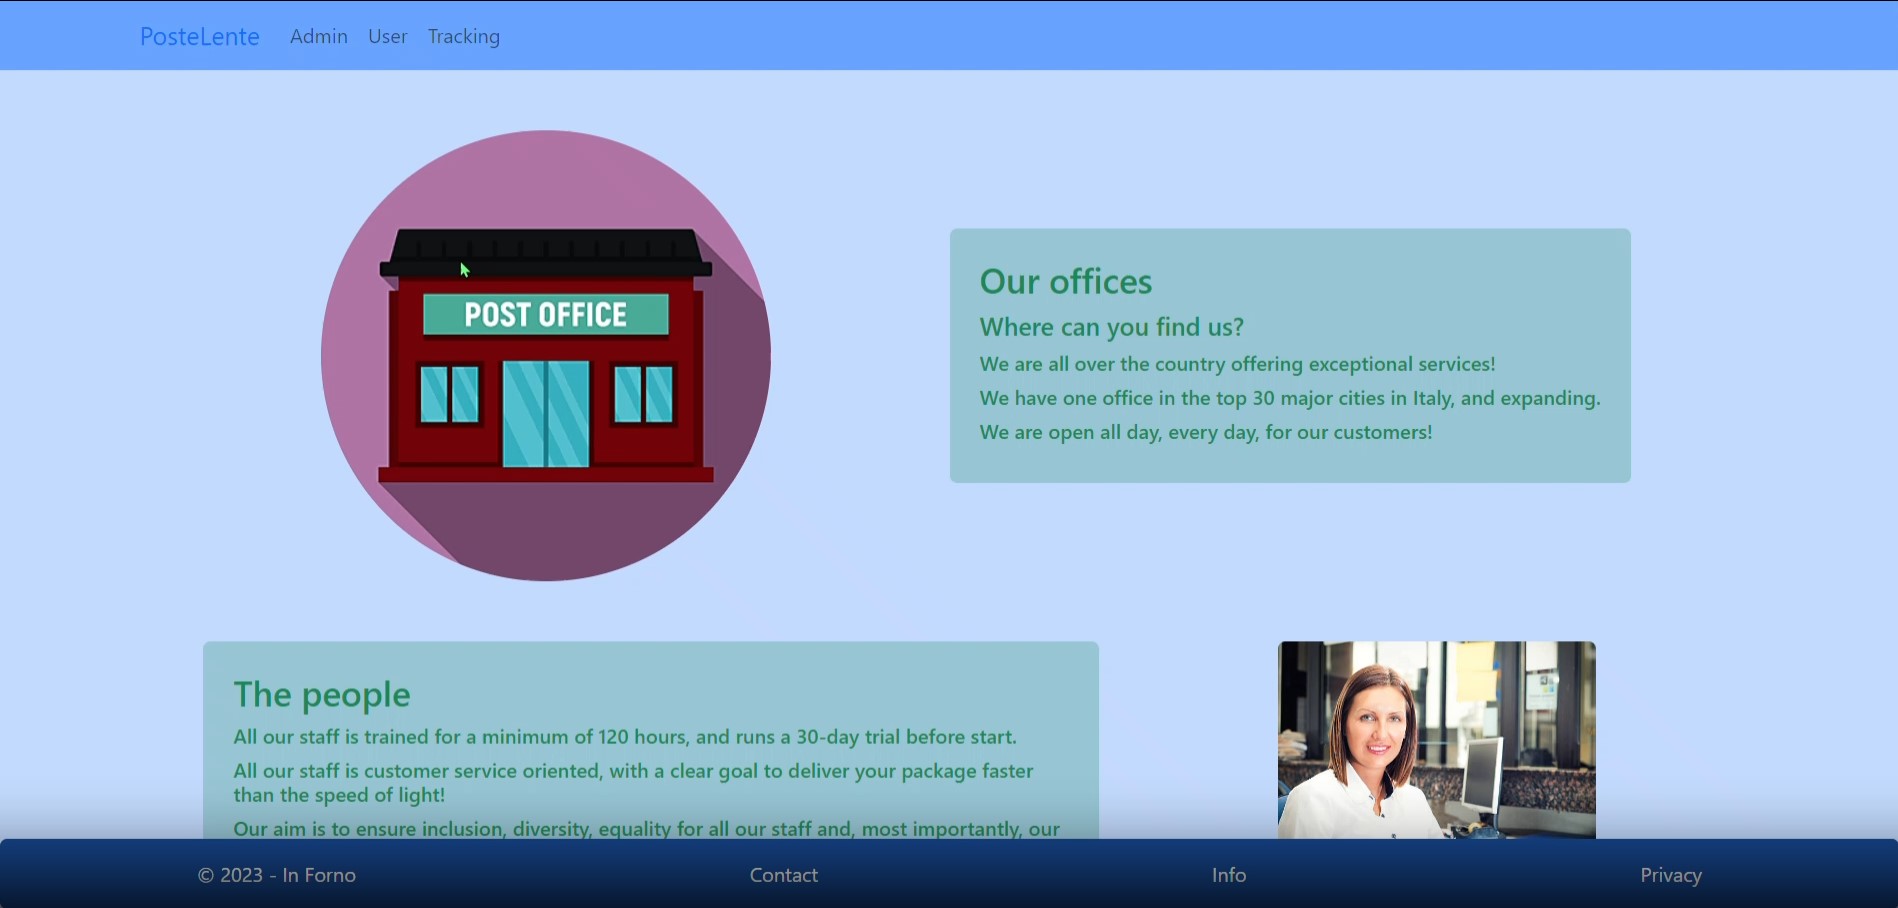 PosteLente Admin User Tracking
POST OFFICE
Our offices
Where can you find us?
We are all over the country offering exceptional services!
We have one office in the top 30 major cities in Italy, and expanding.
We are open all day, every day, for our customers!
The people
All our staff is trained for a minimum of 120 hours, and runs a 30-day trial before start.
All our staff is customer service oriented, with a clear goal to deliver your package faster
than the speed of light!
Our aim is to ensure inclusion, diversity, equality for all our staff and, most importantly, our
© 2023 - In Forno Contact Info Privacy